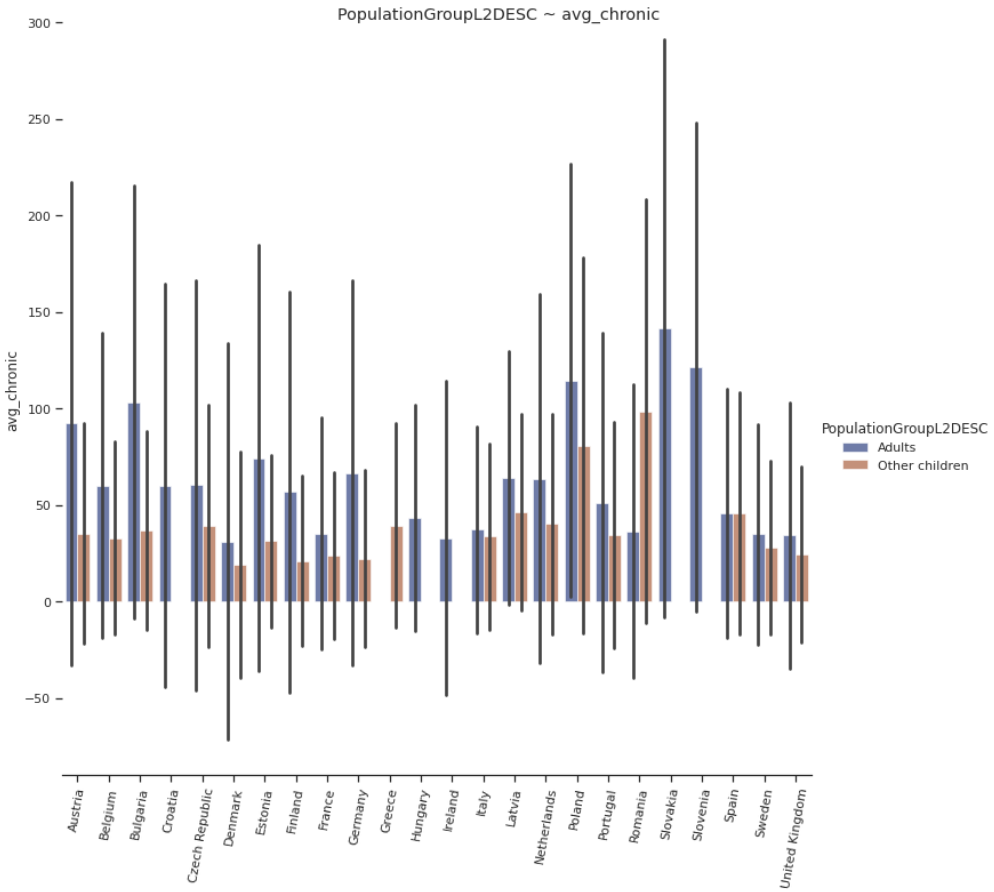 PopulationGroupL2DESC ~ avg_chronic
300
250
200
150
100
50
0
−50
avg_chronic
PopulationGroupL2DESC
Adults
Other children
Austria
Belgium
Bulgaria
Croatia
Czech Republic
Denmark
Estonia
Finland
France
Germany
Greece
Hungary
Ireland
Italy
Latvia
Netherlands
Poland
Portugal
Romania
Slovakia
Slovenia
Spain
Sweden
United Kingdom